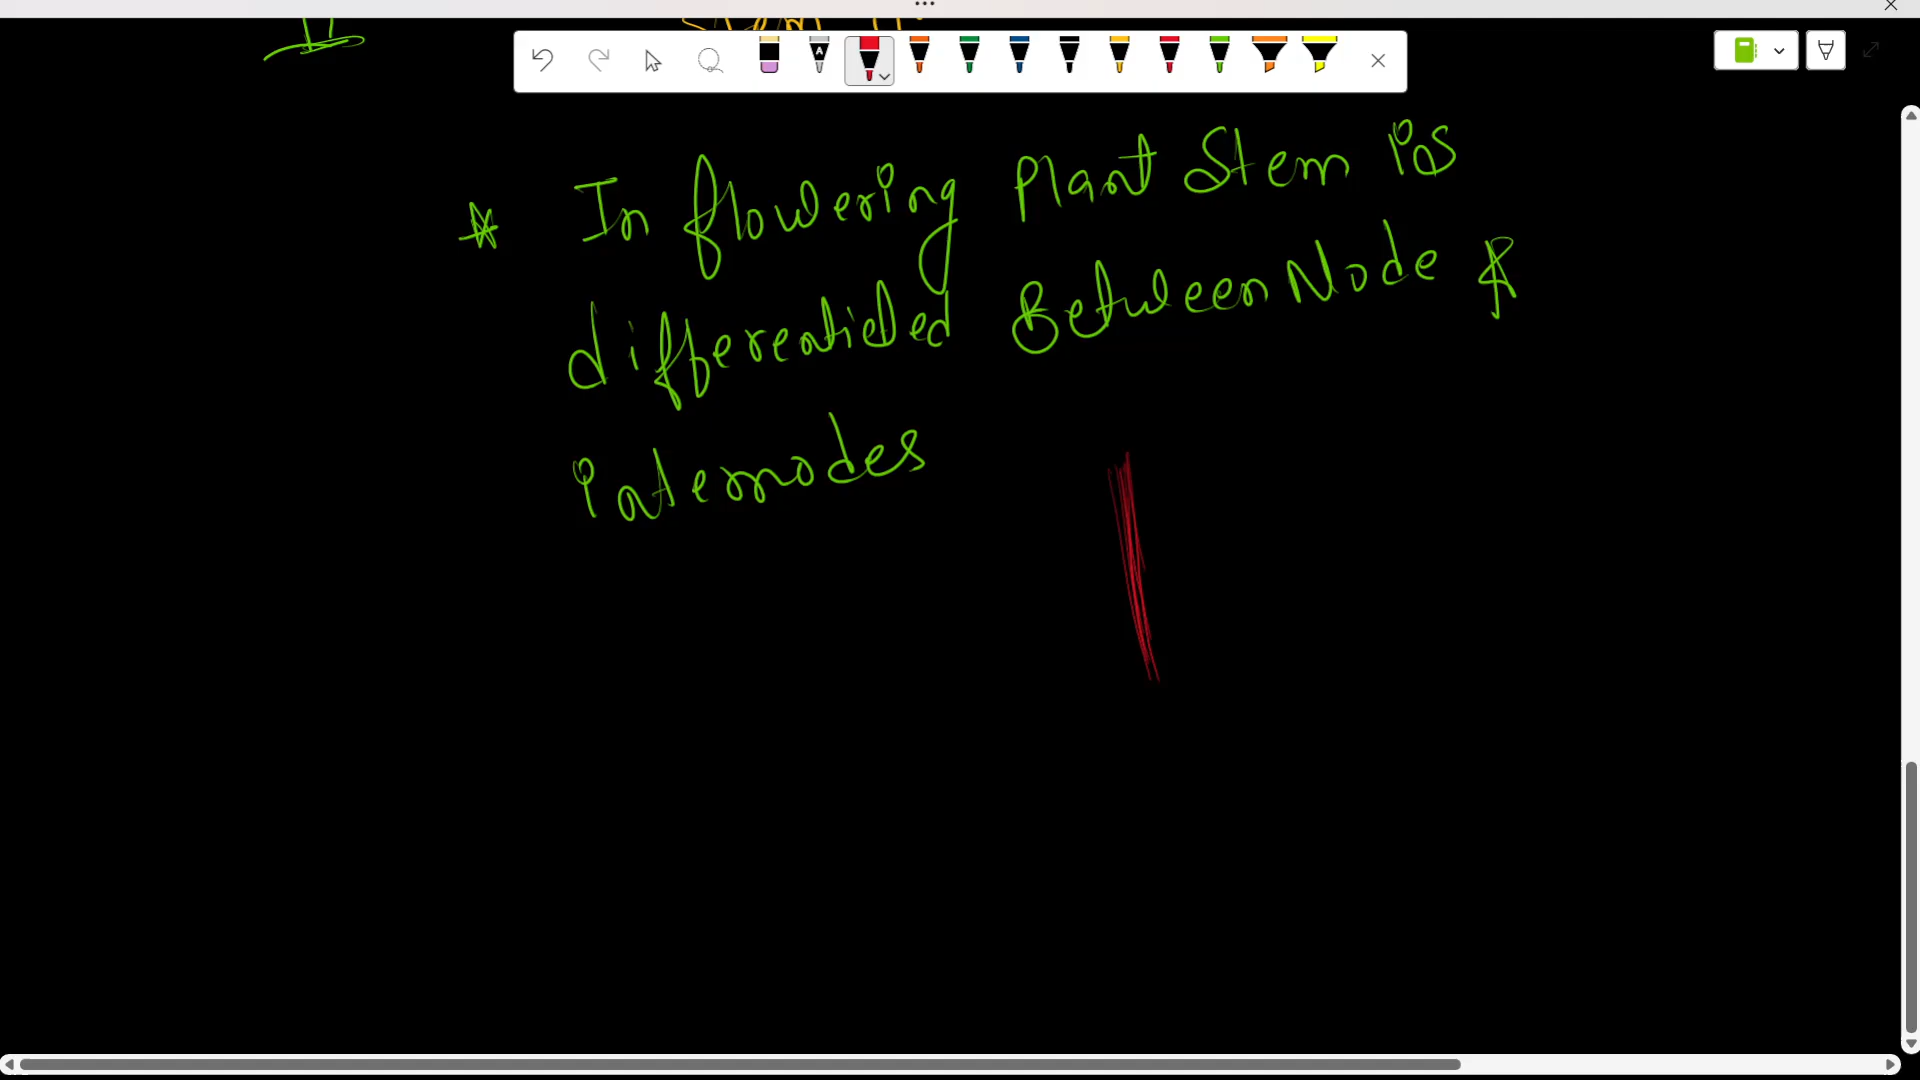 * In flowering Plant Stem is
differentiated Between Node &
internodes